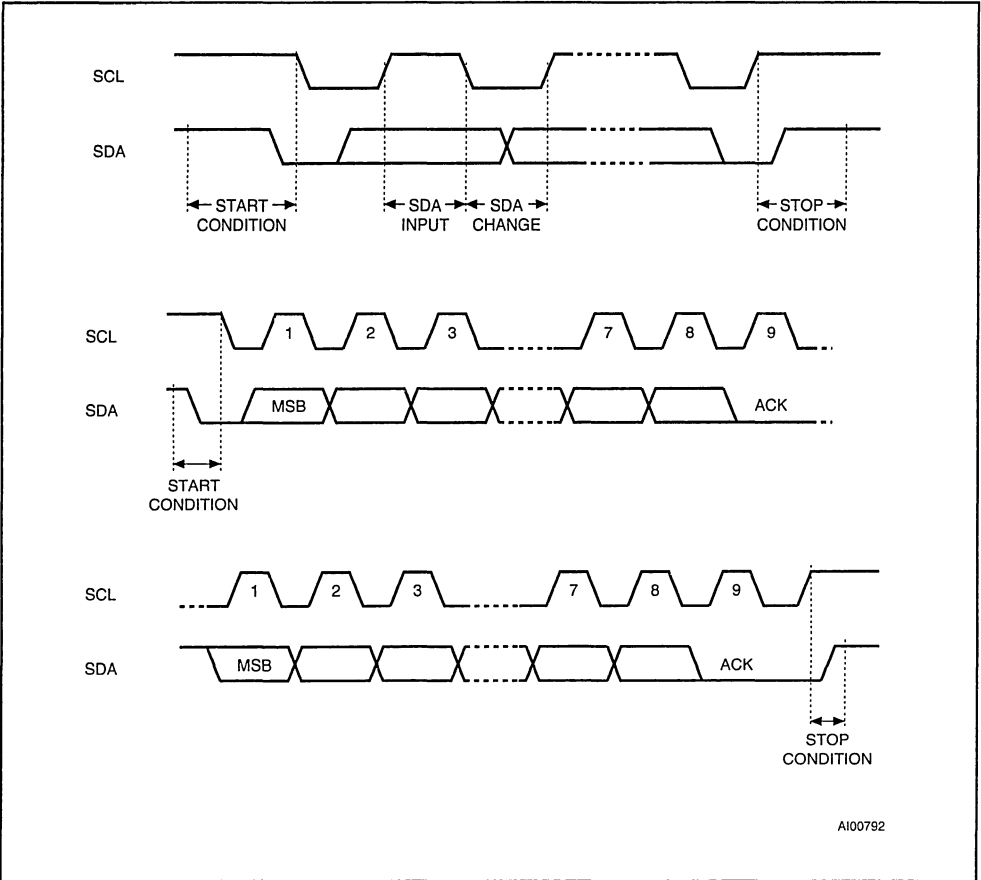 SCL
SDA
START CONDITION
SDA INPUT
SDA CHANGE
STOP CONDITION
SCL
1 2 3 7 8 9
SDA
MSB ACK
START CONDITION
SCL
1 2 3 7 8 9
SDA
MSB ACK
STOP CONDITION
AI00792